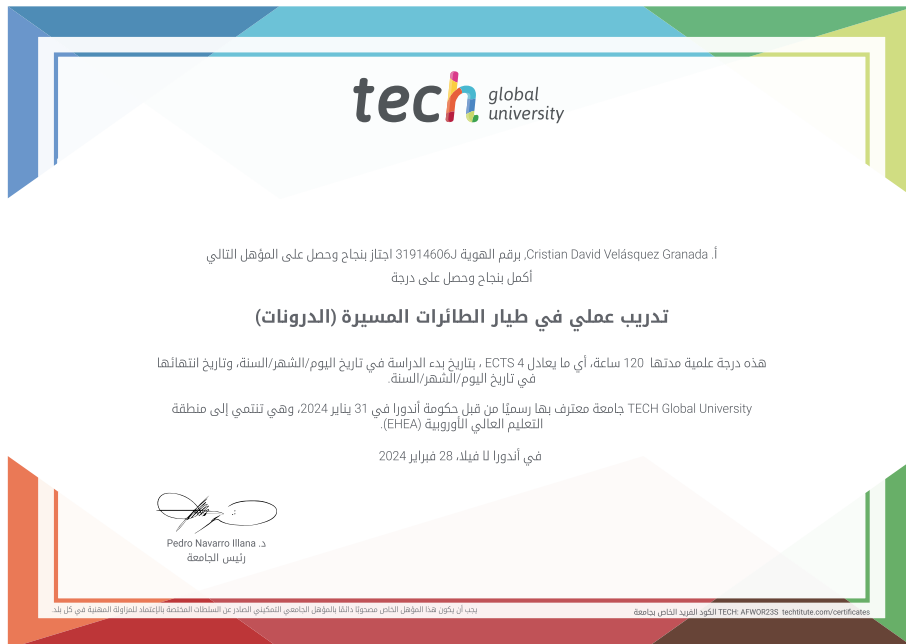 tech global university
أ. Cristian David Velásquez Granada, برقم الهوية 31914606J اجتاز بنجاح وحصل على المؤهل التالي
أكمل بنجاح وحصل على درجة
تدريب عملي في طيار الطائرات المسيرة (الدرونات)
هذه درجة علمية مدتها 120 ساعة، أي ما يعادل 4 ECTS ، بتاريخ بدء الدراسة في تاريخ اليوم/الشهر/السنة، وتاريخ انتهائها
في تاريخ اليوم/الشهر/السنة.
TECH Global University جامعة معترف بها رسميًا من قبل حكومة أندورا في 31 يناير 2024، وهي تنتمي إلى منطقة
التعليم العالي الأوروبية (EHEA).
في أندورا لا فيلا، 28 فبراير 2024
د. Pedro Navarro Illana
رئيس الجامعة
يجب أن يكون هذا المؤهل الخاص مصحوبًا دائمًا بالمؤهل الجامعي التمكيني الصادر عن السلطات المختصة بالإعتماد للمزاولة المهنية في كل بلد.
الكود الفريد الخاص بجامعة TECH: AFWOR23S techtitute.com/certificates